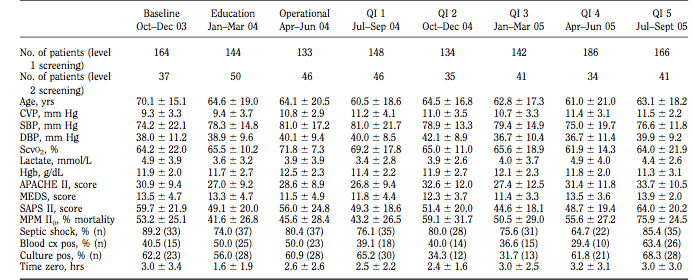 Baseline Education Operational QI 1 QI 2 QI 3 QI 4 QI 5
Oct–Dec 03 Jan–Mar 04 Apr–Jun 04 Jul–Sep 04 Oct–Dec 04 Jan–Mar 05 Apr–Jun 05 Jul–Sept 05
No. of patients (level 164 144 133 148 134 142 186 166
1 screening)
No. of patients (level 37 50 46 46 35 41 34 41
2 screening)
Age, yrs 70.1 ± 15.1 64.6 ± 19.0 64.1 ± 20.5 60.5 ± 18.6 64.5 ± 16.8 62.8 ± 17.3 61.0 ± 21.0 63.1 ± 18.2
CVP, mm Hg 9.3 ± 3.3 9.4 ± 3.7 10.8 ± 2.9 11.2 ± 4.1 11.0 ± 3.5 10.7 ± 3.3 11.4 ± 3.1 11.5 ± 2.2
SBP, mm Hg 74.2 ± 22.1 78.3 ± 14.8 81.0 ± 17.2 81.0 ± 21.7 78.9 ± 13.3 79.4 ± 14.9 75.0 ± 19.7 76.6 ± 11.8
DBP, mm Hg 38.0 ± 11.2 38.9 ± 9.6 40.1 ± 9.4 40.0 ± 8.5 42.1 ± 8.9 36.7 ± 10.4 36.7 ± 11.4 39.9 ± 9.2
Scvo2, % 64.2 ± 22.0 65.5 ± 10.2 71.8 ± 7.3 69.2 ± 17.8 65.0 ± 11.0 65.6 ± 18.9 61.9 ± 14.3 64.0 ± 21.9
Lactate, mmol/L 4.9 ± 3.9 3.6 ± 3.2 3.9 ± 3.9 3.4 ± 2.8 3.9 ± 2.6 4.0 ± 3.7 4.9 ± 4.0 4.4 ± 2.6
Hgb, g/dL 11.9 ± 2.0 11.7 ± 2.7 12.5 ± 2.3 11.4 ± 2.2 11.9 ± 2.7 12.1 ± 2.3 11.8 ± 2.0 11.3 ± 3.1
APACHE II, score 30.9 ± 9.4 27.0 ± 9.2 28.6 ± 8.9 26.8 ± 9.4 32.6 ± 12.0 27.4 ± 12.5 31.4 ± 11.8 33.7 ± 10.5
MEDS, score 13.5 ± 4.7 13.3 ± 4.7 11.5 ± 4.9 11.8 ± 4.4 12.3 ± 3.7 11.4 ± 3.3 13.5 ± 3.6 13.9 ± 2.0
SAPS II, score 59.7 ± 21.9 49.1 ± 20.0 56.0 ± 24.8 49.3 ± 18.6 51.4 ± 20.0 44.6 ± 18.1 48.7 ± 19.4 64.0 ± 20.2
MPM II0, % mortality 53.2 ± 25.1 41.6 ± 26.8 45.6 ± 28.4 43.2 ± 26.5 59.1 ± 31.7 50.5 ± 29.0 55.6 ± 27.2 75.9 ± 24.5
Septic shock, % (n) 89.2 (33) 74.0 (37) 80.4 (37) 76.1 (35) 80.0 (28) 75.6 (31) 64.7 (22) 85.4 (35)
Blood cx pos, % (n) 40.5 (15) 50.0 (25) 50.0 (23) 39.1 (18) 40.0 (14) 36.6 (15) 29.4 (10) 63.4 (26)
Culture pos, % (n) 62.2 (23) 56.0 (28) 60.9 (28) 65.2 (30) 34.3 (12) 31.7 (13) 61.8 (21) 68.3 (28)
Time zero, hrs 3.0 ± 3.4 1.6 ± 1.9 2.6 ± 2.6 2.5 ± 2.2 2.4 ± 1.6 3.0 ± 2.5 3.2 ± 3.1 3.0 ± 3.0